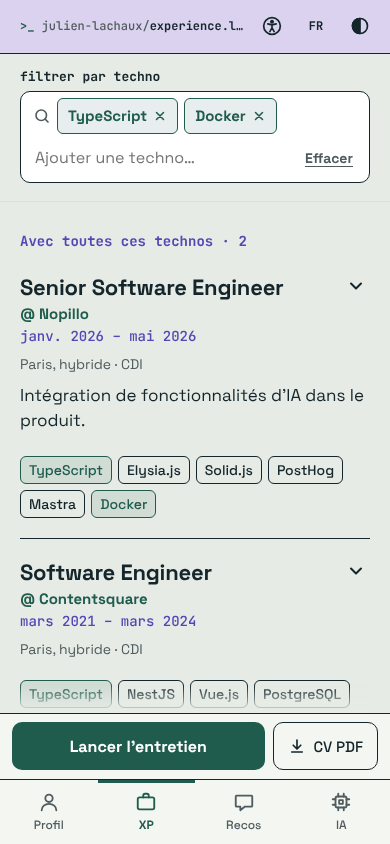 >_ julien-lachaux/experience.l… FR
filtrer par techno
TypeScript × Docker ×
Ajouter une techno… Effacer
Avec toutes ces technos · 2
Senior Software Engineer
@ Nopillo
janv. 2026 – mai 2026
Paris, hybride · CDI
Intégration de fonctionnalités d'IA dans le
produit.
TypeScript Elysia.js Solid.js PostHog
Mastra Docker
Software Engineer
@ Contentsquare
mars 2021 – mars 2024
Paris, hybride · CDI
TypeScript NestJS Vue.js PostgreSQL
Lancer l'entretien CV PDF
Profil XP Recos IA